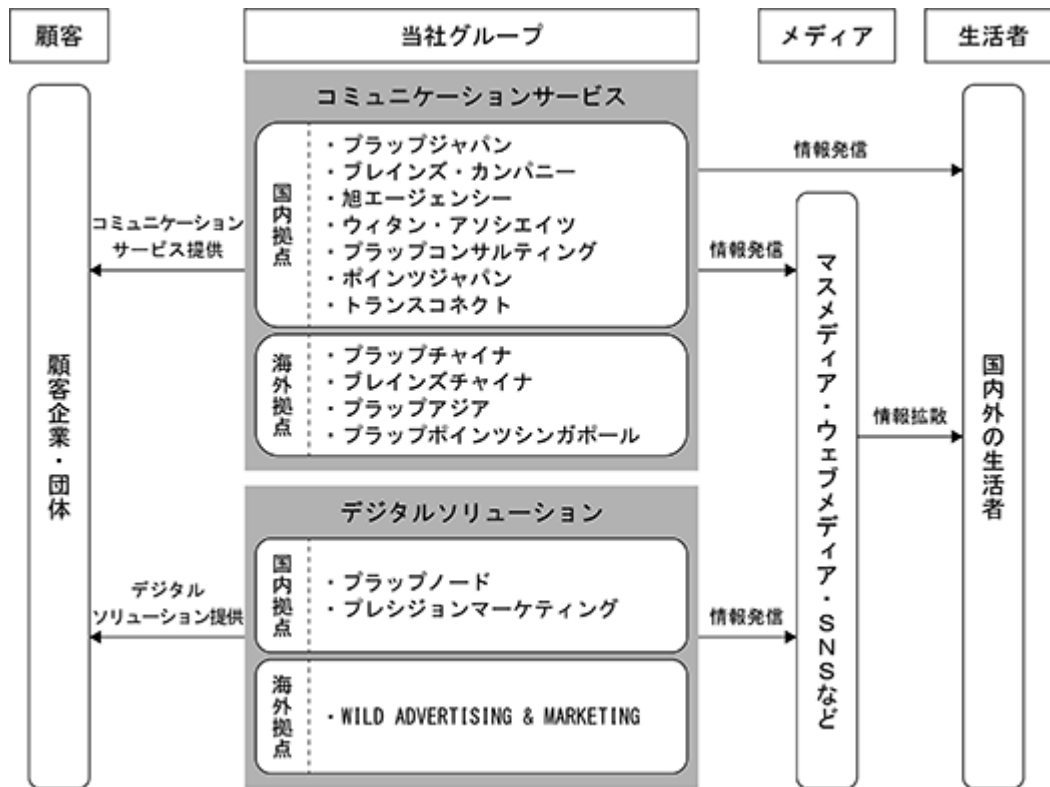 顧客
当社グループ
メディア
生活者
コミュニケーションサービス
国内拠点
・プラップジャパン
・ブレインズ・カンパニー
・旭エージェンシー
・ウィタン・アソシエイツ
・プラップコンサルティング
・ポインツジャパン
・トランスコネクト
海外拠点
・プラップチャイナ
・ブレインズチャイナ
・プラップアジア
・プラップポインツシンガポール
コミュニケーション
サービス提供
情報発信
情報発信
デジタルソリューション
国内拠点
・プラップノード
・プレシジョンマーケティング
海外拠点
・WILD ADVERTISING & MARKETING
デジタル
ソリューション提供
情報発信
情報拡散
顧客企業・団体
マスメディア・ウェブメディア・SNSなど
国内外の生活者